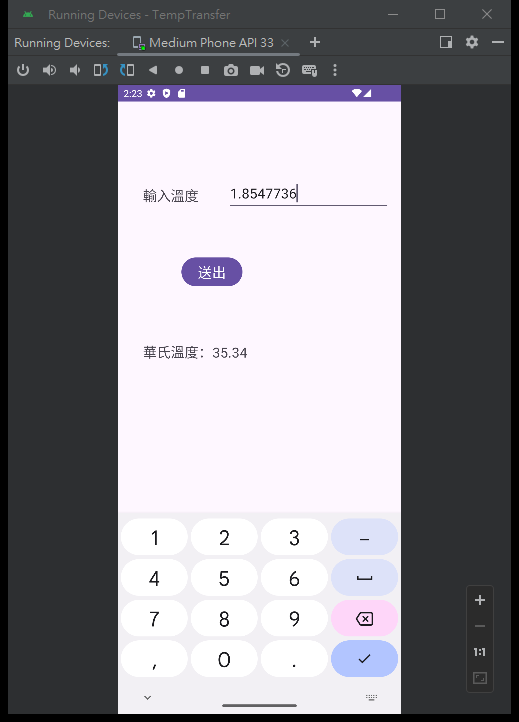 Running Devices - TempTransfer
Running Devices: Medium Phone API 33
2:23
輸入溫度 1.8547736
送出
華氏溫度：35.34
1 2 3 –
4 5 6
7 8 9
, 0 .
1:1